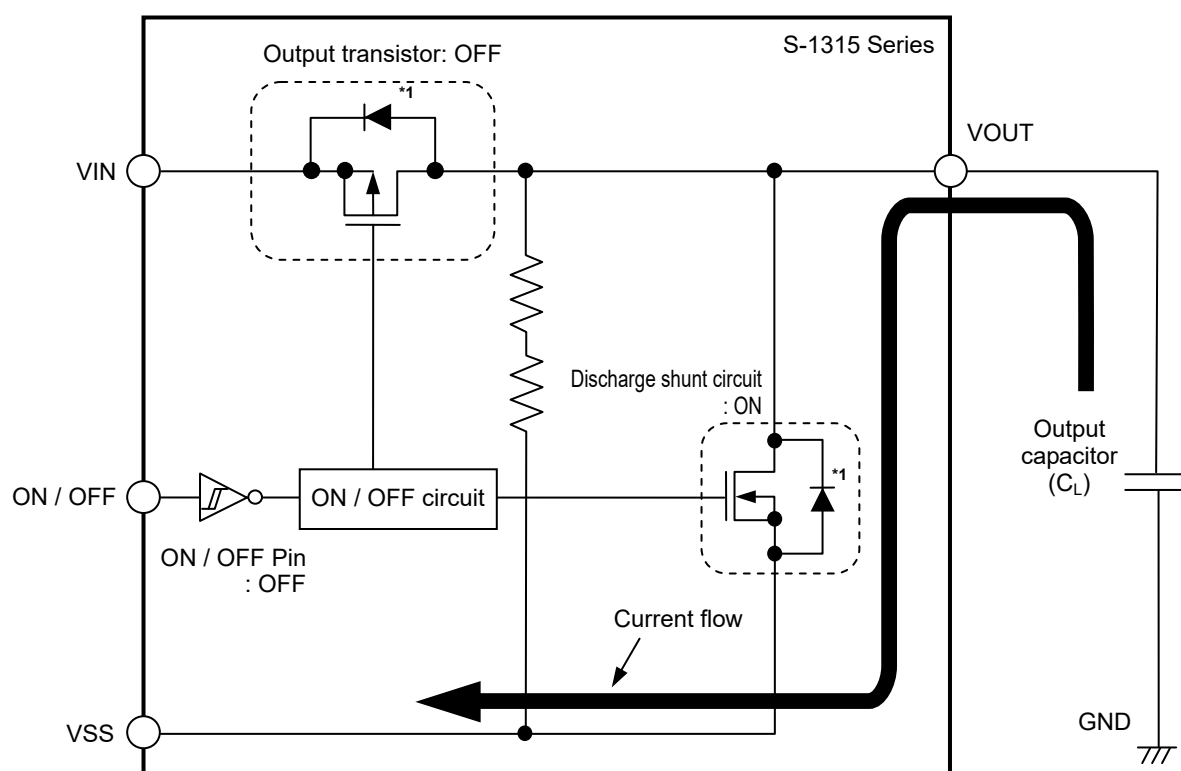 S-1315 Series
Output transistor: OFF
*1
VOUT
VIN
Discharge shunt circuit
: ON
*1
Output
capacitor
(CL)
ON / OFF
ON / OFF circuit
ON / OFF Pin
: OFF
Current flow
GND
VSS